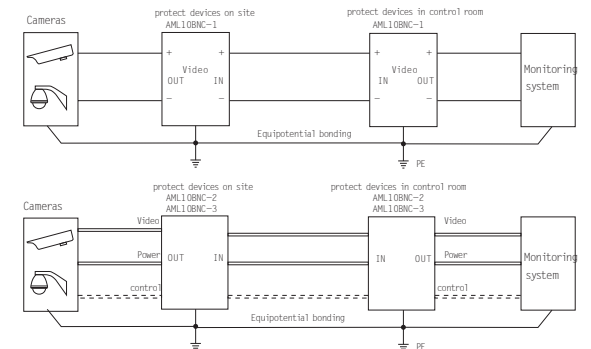 protect devices on site
protect devices in control room
Cameras
AML10BNC-1
AML10BNC-1
+
+
+
+
Video
Video
Monitoring
OUT
IN
IN
OUT
system
-
-
-
-
Equipotential bonding
PE
protect devices on site
protect devices in control room
AML10BNC-2
AML10BNC-2
Cameras
AML10BNC-3
AML10BNC-3
Video
Video
Power
OUT
IN
IN
OUT
Power
Monitoring
system
control
control
Equipotential bonding
PE